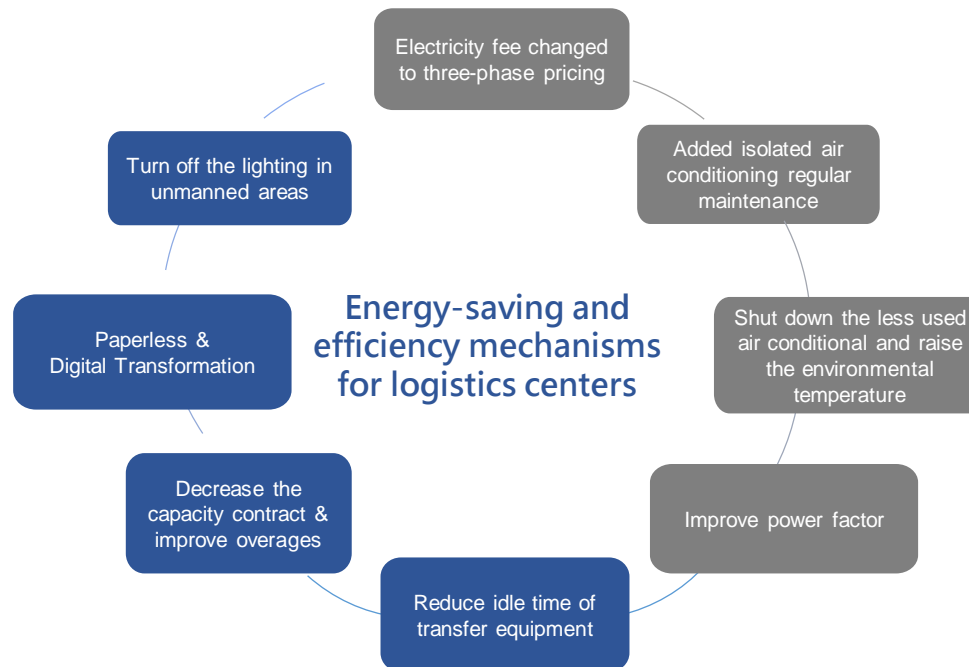 Electricity fee changed
to three-phase pricing
Added isolated air
conditioning regular
maintenance
Shut down the less used
air conditional and raise
the environmental
temperature
Improve power factor
Reduce idle time of
transfer equipment
Decrease the
capacity contract &
improve overages
Paperless &
Digital Transformation
Turn off the lighting in
unmanned areas
Energy-saving and
efficiency mechanisms
for logistics centers